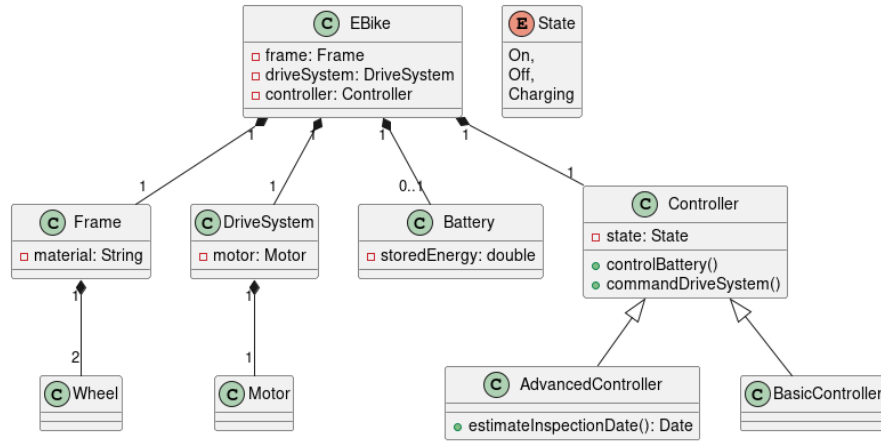 C EBike
frame: Frame
driveSystem: DriveSystem
controller: Controller
E State
On,
Off,
Charging
1
1
1
1
1
1
0..1
1
C Frame
material: String
C DriveSystem
motor: Motor
C Battery
storedEnergy: double
C Controller
state: State
controlBattery()
commandDriveSystem()
1
1
2
1
C Wheel
C Motor
C AdvancedController
estimateInspectionDate(): Date
C BasicController